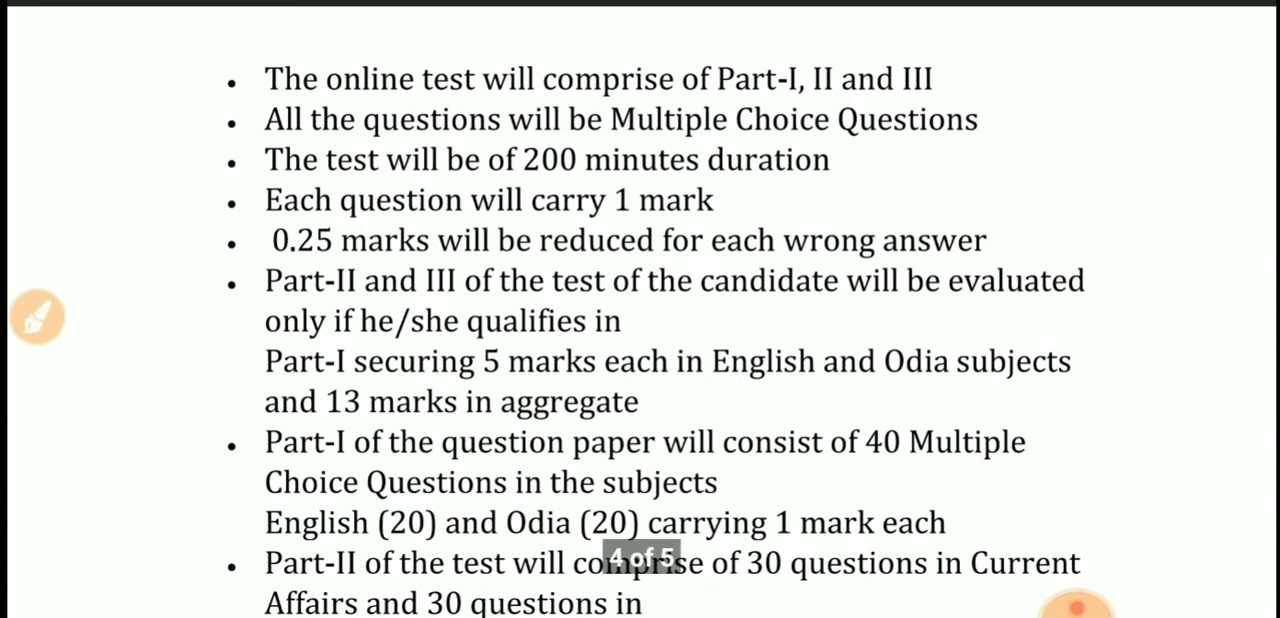 • The online test will comprise of Part-I, II and III
• All the questions will be Multiple Choice Questions
• The test will be of 200 minutes duration
• Each question will carry 1 mark
• 0.25 marks will be reduced for each wrong answer
• Part-II and III of the test of the candidate will be evaluated
only if he/she qualifies in
Part-I securing 5 marks each in English and Odia subjects
and 13 marks in aggregate
• Part-I of the question paper will consist of 40 Multiple
Choice Questions in the subjects
English (20) and Odia (20) carrying 1 mark each
4 of 5
• Part-II of the test will comprise of 30 questions in Current
Affairs and 30 questions in